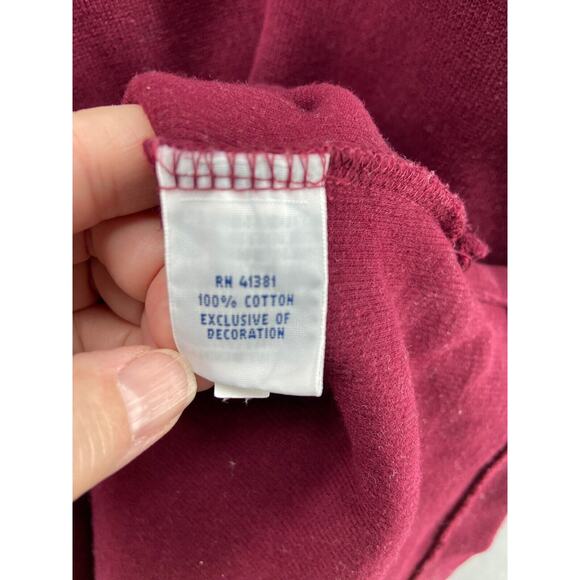 RN 41381
100% COTTON
EXCLUSIVE OF
DECORATION